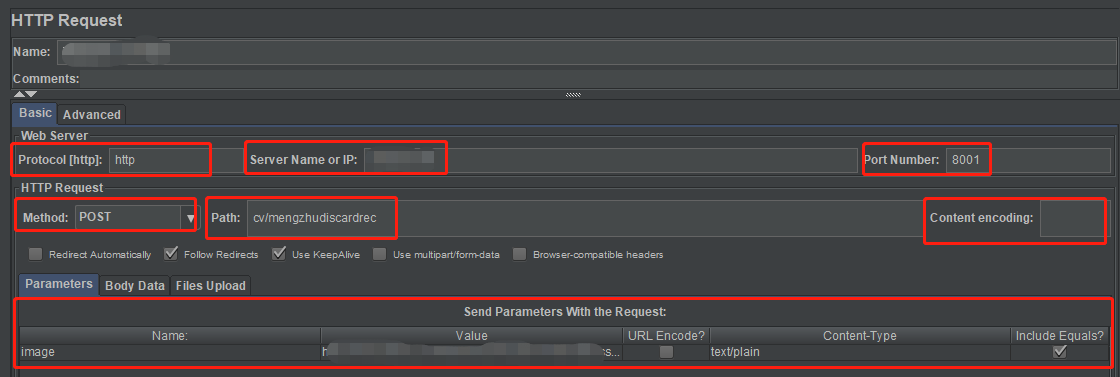 HTTP Request
Name:
Comments:
Basic Advanced
Web Server
Protocol [http]: http Server Name or IP: Port Number: 8001
HTTP Request
Method: POST Path: cv/mengzhudiscardrec Content encoding:
Redirect Automatically Follow Redirects Use KeepAlive Use multipart/form-data Browser-compatible headers
Parameters Body Data Files Upload
Send Parameters With the Request:
Name: Value URL Encode? Content-Type Include Equals?
image h ss... text/plain